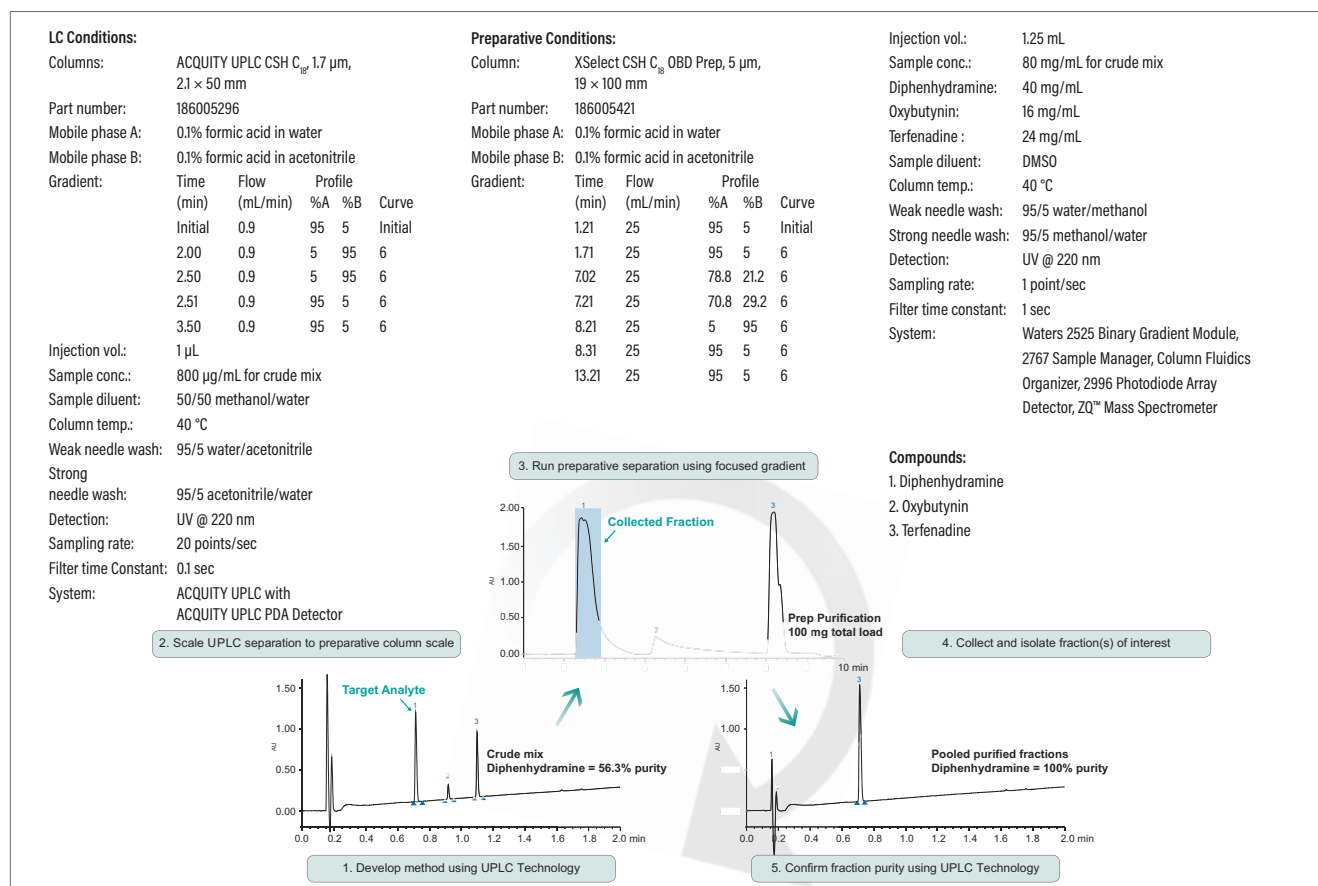 LC Conditions:
Columns: ACQUITY UPLC CSH C18, 1.7 µm,
2.1 × 50 mm
Part number: 186005296
Mobile phase A: 0.1% formic acid in water
Mobile phase B: 0.1% formic acid in acetonitrile
Gradient: Time Flow Profile
(min) (mL/min) %A %B Curve
Initial 0.9 95 5 Initial
2.00 0.9 5 95 6
2.50 0.9 5 95 6
2.51 0.9 95 5 6
3.50 0.9 95 5 6
Injection vol.: 1 µL
Sample conc.: 800 µg/mL for crude mix
Sample diluent: 50/50 methanol/water
Column temp.: 40 °C
Weak needle wash: 95/5 water/acetonitrile
Strong
needle wash: 95/5 acetonitrile/water
Detection: UV @ 220 nm
Sampling rate: 20 points/sec
Filter time Constant: 0.1 sec
System: ACQUITY UPLC with
ACQUITY UPLC PDA Detector
Preparative Conditions:
Column: XSelect CSH C18 OBD Prep, 5 µm,
19 × 100 mm
Part number: 186005421
Mobile phase A: 0.1% formic acid in water
Mobile phase B: 0.1% formic acid in acetonitrile
Gradient: Time Flow Profile
(min) (mL/min) %A %B Curve
1.21 25 95 5 Initial
1.71 25 95 5 6
7.02 25 78.8 21.2 6
7.21 25 70.8 29.2 6
8.21 25 5 95 6
8.31 25 95 5 6
13.21 25 95 5 6
Injection vol.: 1.25 mL
Sample conc.: 80 mg/mL for crude mix
Diphenhydramine: 40 mg/mL
Oxybutynin: 16 mg/mL
Terfenadine : 24 mg/mL
Sample diluent: DMSO
Column temp.: 40 °C
Weak needle wash: 95/5 water/methanol
Strong needle wash: 95/5 methanol/water
Detection: UV @ 220 nm
Sampling rate: 1 point/sec
Filter time constant: 1 sec
System: Waters 2525 Binary Gradient Module,
2767 Sample Manager, Column Fluidics
Organizer, 2996 Photodiode Array
Detector, ZQ™ Mass Spectrometer
Compounds:
1. Diphenhydramine
2. Oxybutynin
3. Terfenadine
3. Run preparative separation using focused gradient
2.00
1.50
1.00
0.50
0.00
AU
1
Collected Fraction
3
3
Prep Purification
100 mg total load
10 min
2. Scale UPLC separation to preparative column scale
4. Collect and isolate fraction(s) of interest
1.50
1.00
0.50
0.00
AU
Target Analyte
1
2
3
Crude mix
Diphenhydramine = 56.3% purity
0.0 0.2 0.4 0.6 0.8 1.0 1.2 1.4 1.6 1.8 2.0 min
1. Develop method using UPLC Technology
1.50
1.00
AU
1
3
Pooled purified fractions
Diphenhydramine = 100% purity
0.0 0.2 0.4 0.6 0.8 1.0 1.2 1.4 1.6 1.8 2.0 min
5. Confirm fraction purity using UPLC Technology